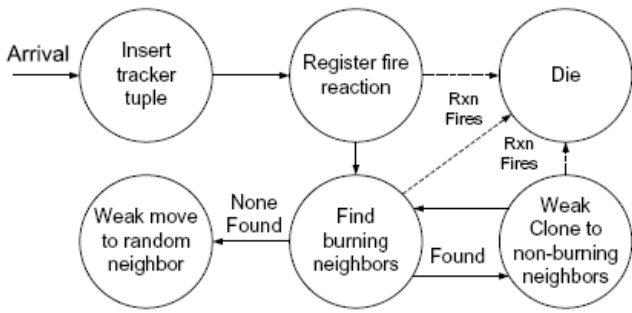 Arrival
Insert
tracker
tuple
Register fire
reaction
Rxn
Fires
Die
Rxn
Fires
Weak move
to random
neighbor
None
Found
Find
burning
neighbors
Found
Weak
Clone to
non-burning
neighbors